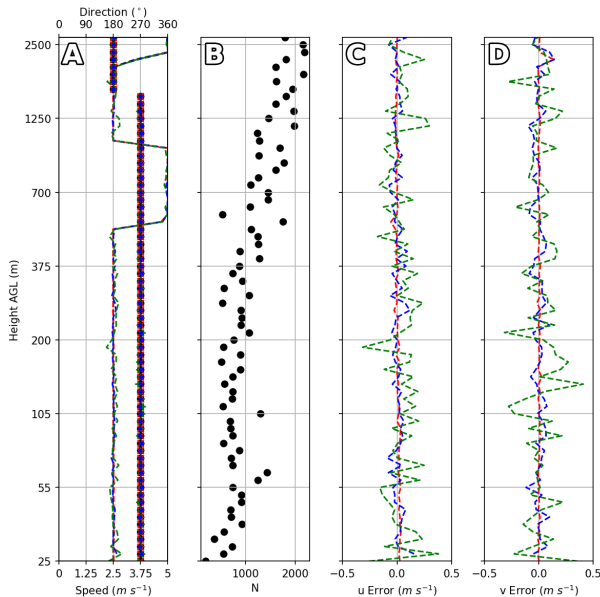 Direction (°)
0 90 180 270 360
A B C D
2500
1250
700
375
200
105
55
25
Height AGL (m)
0 1.25 2.5 3.75 5
1000 2000
−0.5 0.0 0.5
−0.5 0.0 0.5
Speed (m s⁻¹)
N
u Error (m s⁻¹)
v Error (m s⁻¹)